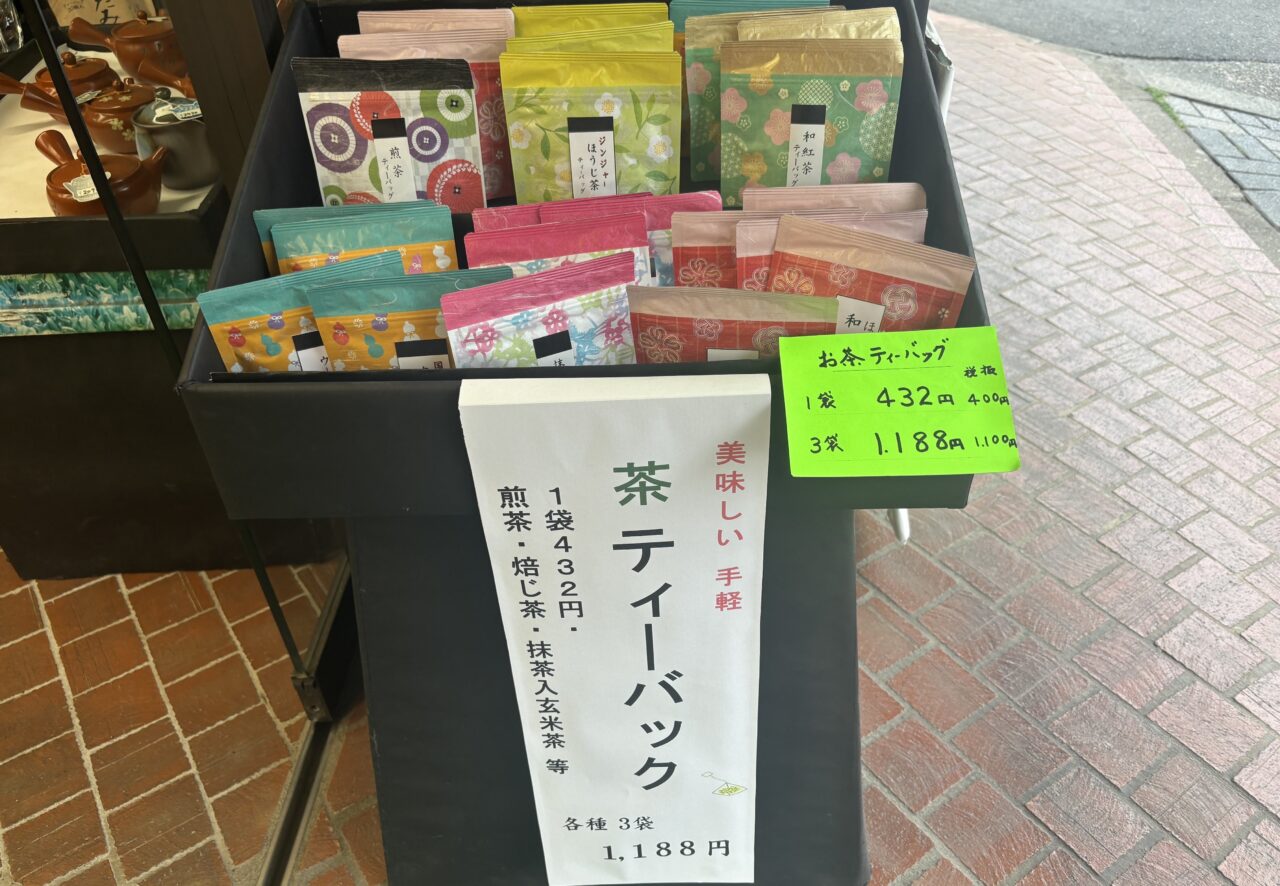 煎茶
ティーバッグ
ジンジャー
ほうじ茶
ティーバッグ
和紅茶
ティーバッグ
お茶ティーバッグ
税抜
1袋 432円 400円
3袋 1.188円 1.100円
美味しい 手軽
茶 ティーバック
1袋432円・
煎茶・焙じ茶・抹茶入玄米茶 等
各種 3袋
1,188円